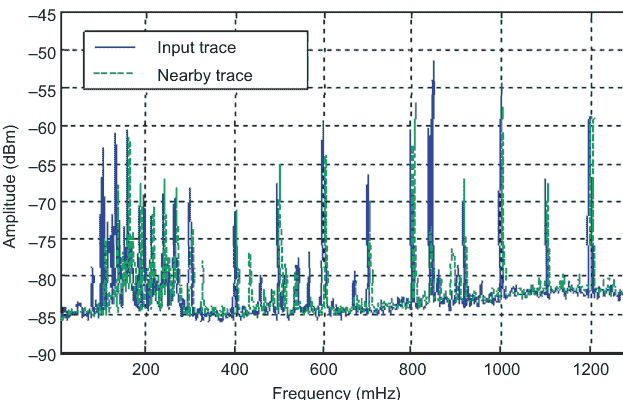 −45
−50
−55
−60
−65
−70
−75
−80
−85
−90
Amplitude (dBm)
Input trace
Nearby trace
200 400 600 800 1000 1200
Frequency (mHz)